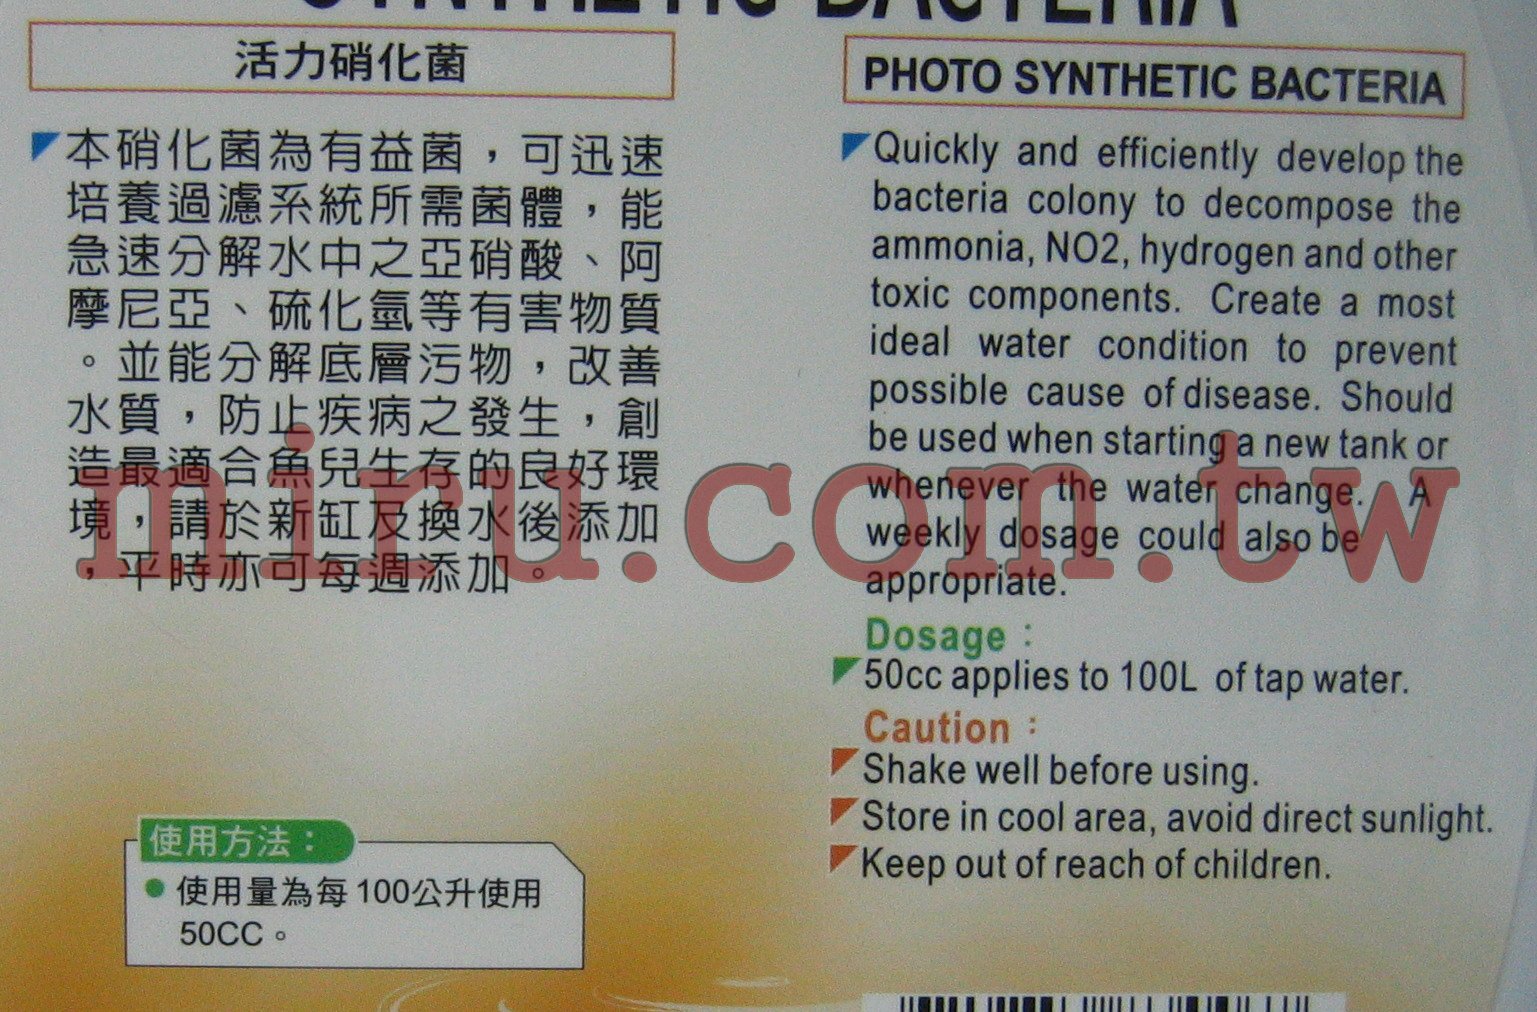 SYNTHETIC BACTERIA
活力硝化菌
本硝化菌為有益菌，可迅速
培養過濾系統所需菌體，能
急速分解水中之亞硝酸、阿
摩尼亞、硫化氫等有害物質
。並能分解底層污物，改善
水質，防止疾病之發生，創
造最適合魚兒生存的良好環
境，請於新缸及換水後添加
，平時亦可每週添加。
使用方法：
使用量為每100公升使用
50CC。
PHOTO SYNTHETIC BACTERIA
Quickly and efficiently develop the
bacteria colony to decompose the
ammonia, NO2, hydrogen and other
toxic components. Create a most
ideal water condition to prevent
possible cause of disease. Should
be used when starting a new tank or
whenever the water change. A
weekly dosage could also be
appropriate.
Dosage：
50cc applies to 100L of tap water.
Caution：
Shake well before using.
Store in cool area, avoid direct sunlight.
Keep out of reach of children.
miru.com.tw